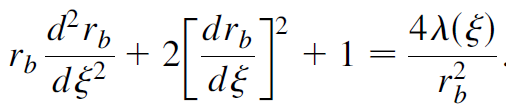 r_b \frac{d^2 r_b}{d\xi^2} + 2\left[\frac{dr_b}{d\xi}\right]^2 + 1 = \frac{4\lambda(\xi)}{r_b^2}.